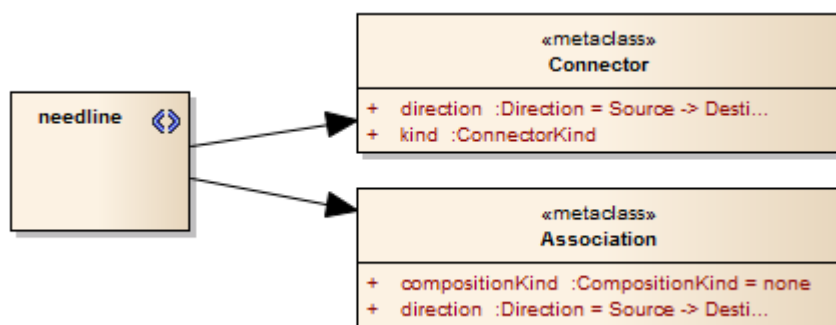 needline
«metaclass»
Connector
+ direction :Direction = Source -> Desti...
+ kind :ConnectorKind
«metaclass»
Association
+ compositionKind :CompositionKind = none
+ direction :Direction = Source -> Desti...